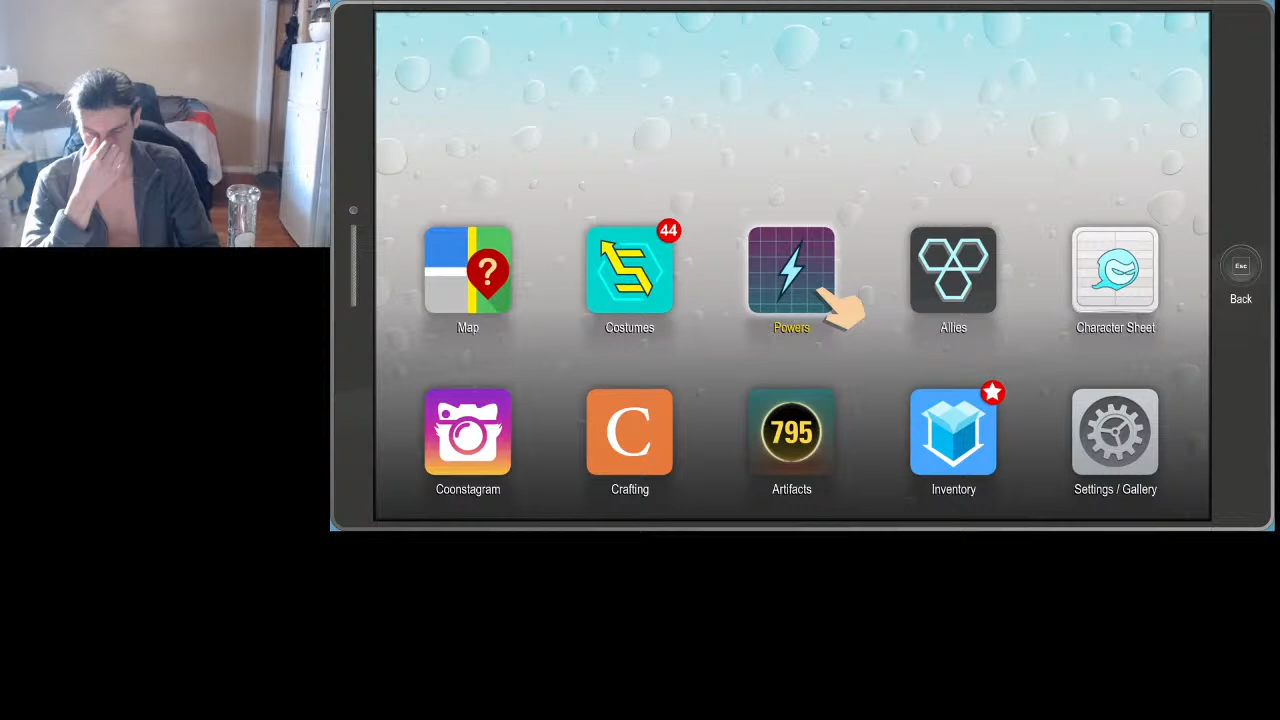 44
?
Map
Costumes
Powers
Allies
Character Sheet
Esc
Back
C
795
Coonstagram
Crafting
Artifacts
Inventory
Settings / Gallery